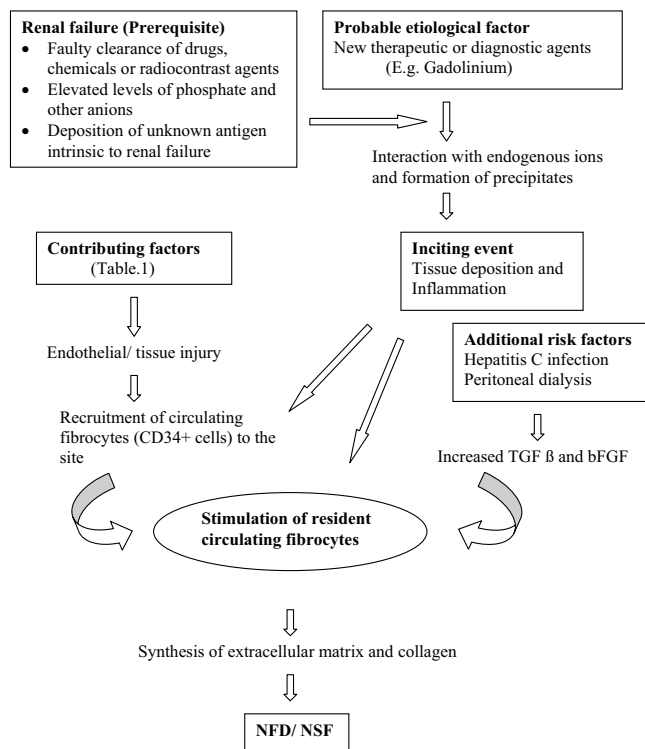 Renal failure (Prerequisite)
• Faulty clearance of drugs,
chemicals or radiocontrast agents
• Elevated levels of phosphate and
other anions
• Deposition of unknown antigen
intrinsic to renal failure
Probable etiological factor
New therapeutic or diagnostic agents
(E.g. Gadolinium)
Interaction with endogenous ions
and formation of precipitates
Contributing factors
(Table.1)
Inciting event
Tissue deposition and
Inflammation
Endothelial/ tissue injury
Additional risk factors
Hepatitis C infection
Peritoneal dialysis
Recruitment of circulating
fibrocytes (CD34+ cells) to the
site
Increased TGF ß and bFGF
Stimulation of resident
circulating fibrocytes
Synthesis of extracellular matrix and collagen
NFD/ NSF